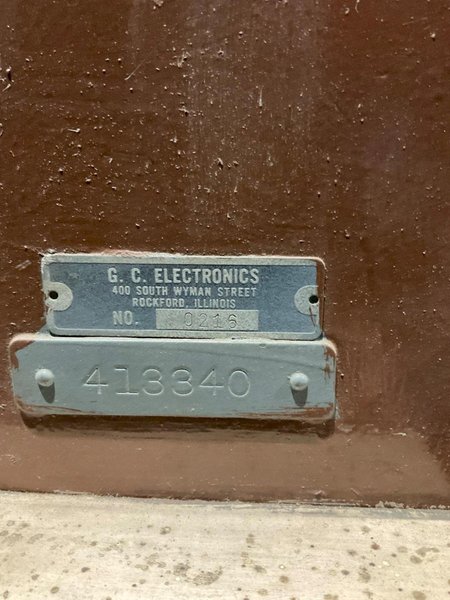 G. C. ELECTRONICS
400 SOUTH WYMAN STREET
ROCKFORD, ILLINOIS
NO. 0216
413340